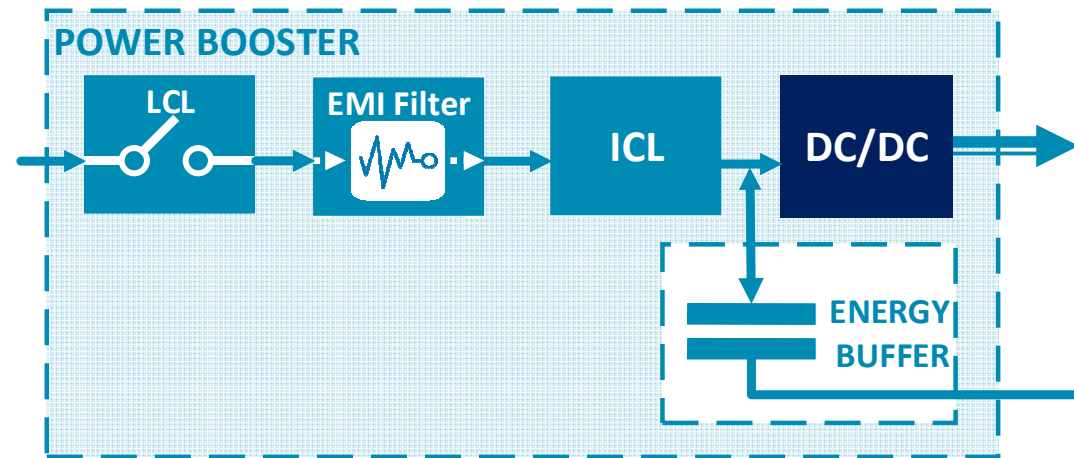 POWER BOOSTER
LCL
EMI Filter
ICL
DC/DC
ENERGY
BUFFER